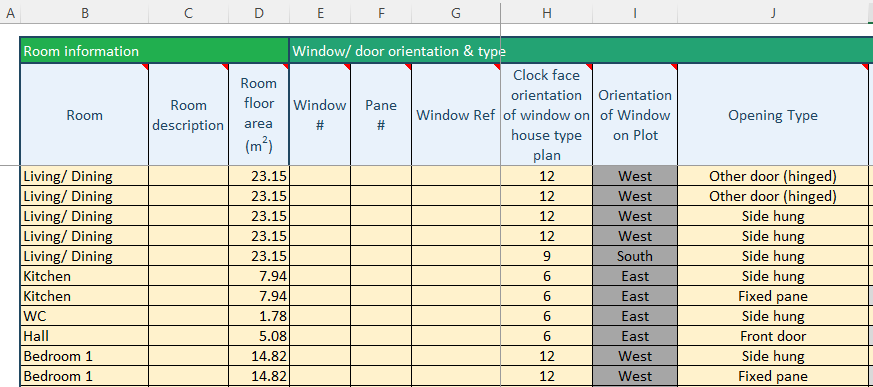 A B C D E F G H I J
Room information Window/ door orientation & type
Room Room description Room floor area (m²) Window # Pane # Window Ref Clock face orientation of window on house type plan Orientation of Window on Plot Opening Type
Living/ Dining 23.15 12 West Other door (hinged)
Living/ Dining 23.15 12 West Other door (hinged)
Living/ Dining 23.15 12 West Side hung
Living/ Dining 23.15 12 West Side hung
Living/ Dining 23.15 9 South Side hung
Kitchen 7.94 6 East Side hung
Kitchen 7.94 6 East Fixed pane
WC 1.78 6 East Side hung
Hall 5.08 6 East Front door
Bedroom 1 14.82 12 West Side hung
Bedroom 1 14.82 12 West Fixed pane